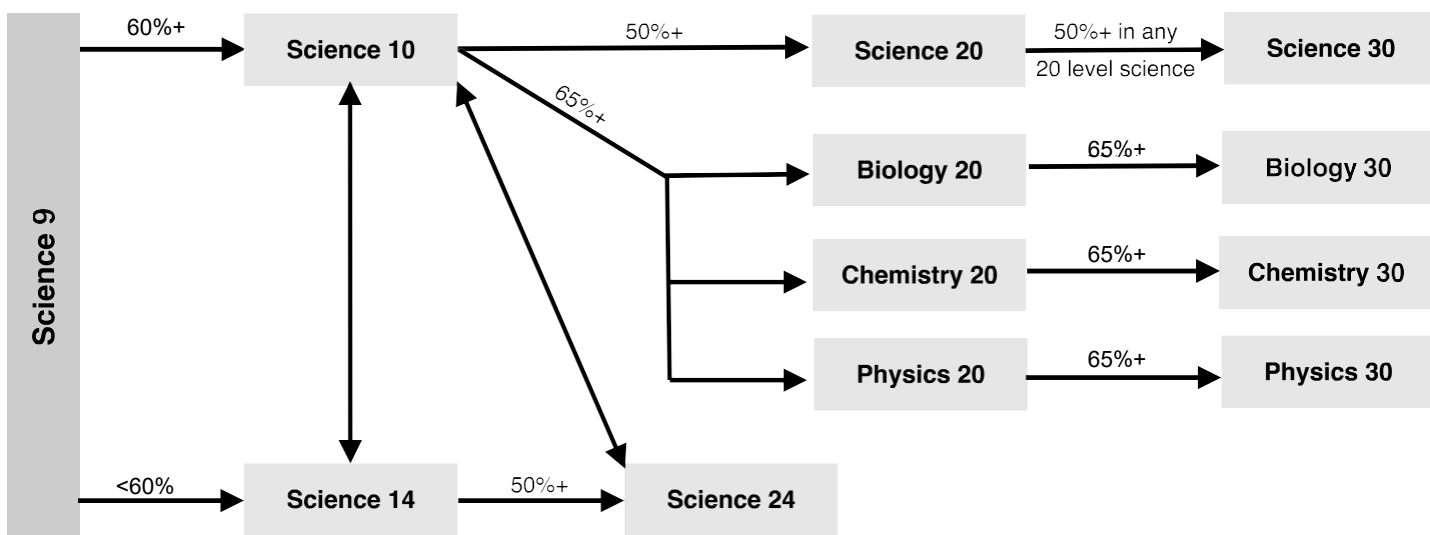 Science 9
60%+
Science 10
50%+
Science 20
50%+ in any
20 level science
Science 30
65%+
Biology 20
65%+
Biology 30
Chemistry 20
65%+
Chemistry 30
Physics 20
65%+
Physics 30
<60%
Science 14
50%+
Science 24